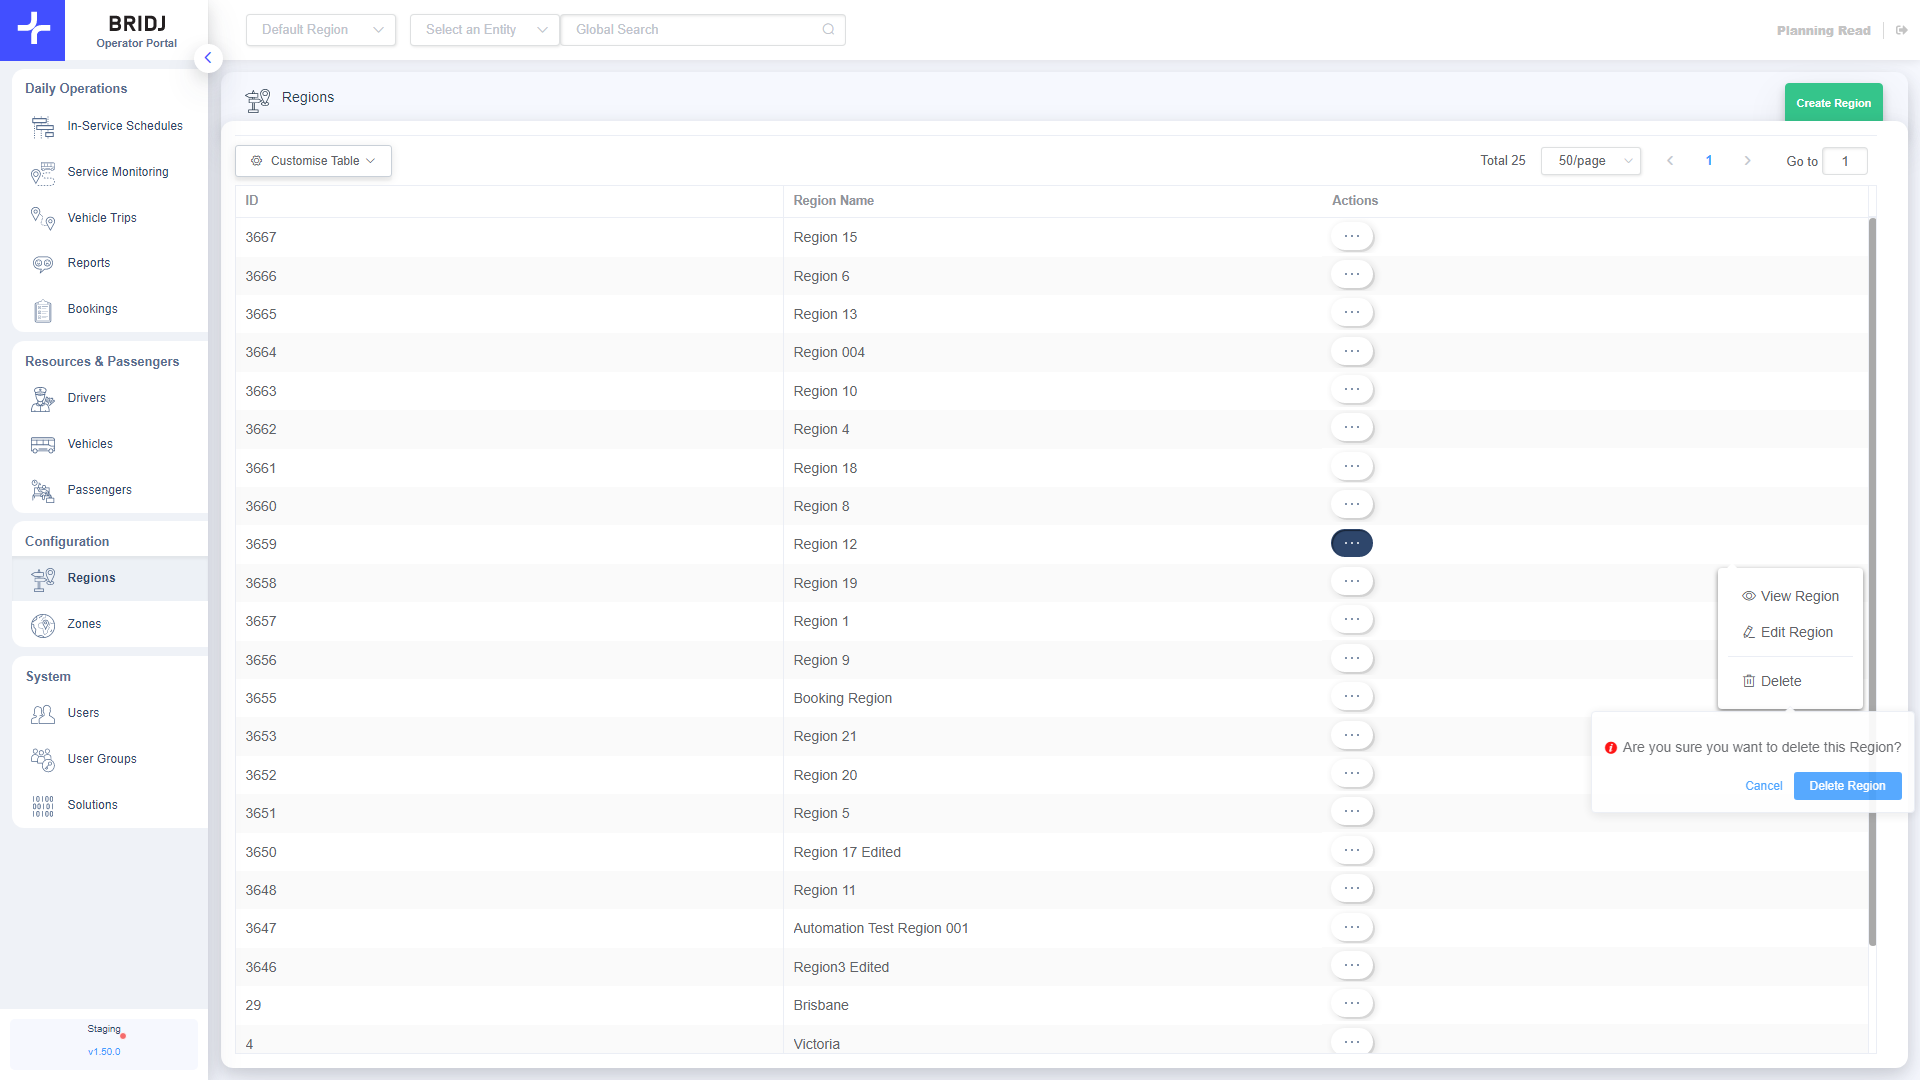 BRIDJ
Operator Portal
Default Region
Select an Entity
Global Search
Planning Read
Daily Operations
In-Service Schedules
Service Monitoring
Vehicle Trips
Reports
Bookings
Resources & Passengers
Drivers
Vehicles
Passengers
Configuration
Regions
Zones
System
Users
User Groups
Solutions
Staging
v1.50.0
Regions
Create Region
Customise Table
Total 25
50/page
1
Go to
1
ID Region Name Actions
3667 Region 15
3666 Region 6
3665 Region 13
3664 Region 004
3663 Region 10
3662 Region 4
3661 Region 18
3660 Region 8
3659 Region 12
3658 Region 19
3657 Region 1
3656 Region 9
3655 Booking Region
3653 Region 21
3652 Region 20
3651 Region 5
3650 Region 17 Edited
3648 Region 11
3647 Automation Test Region 001
3646 Region3 Edited
29 Brisbane
4 Victoria
View Region
Edit Region
Delete
Are you sure you want to delete this Region?
Cancel
Delete Region